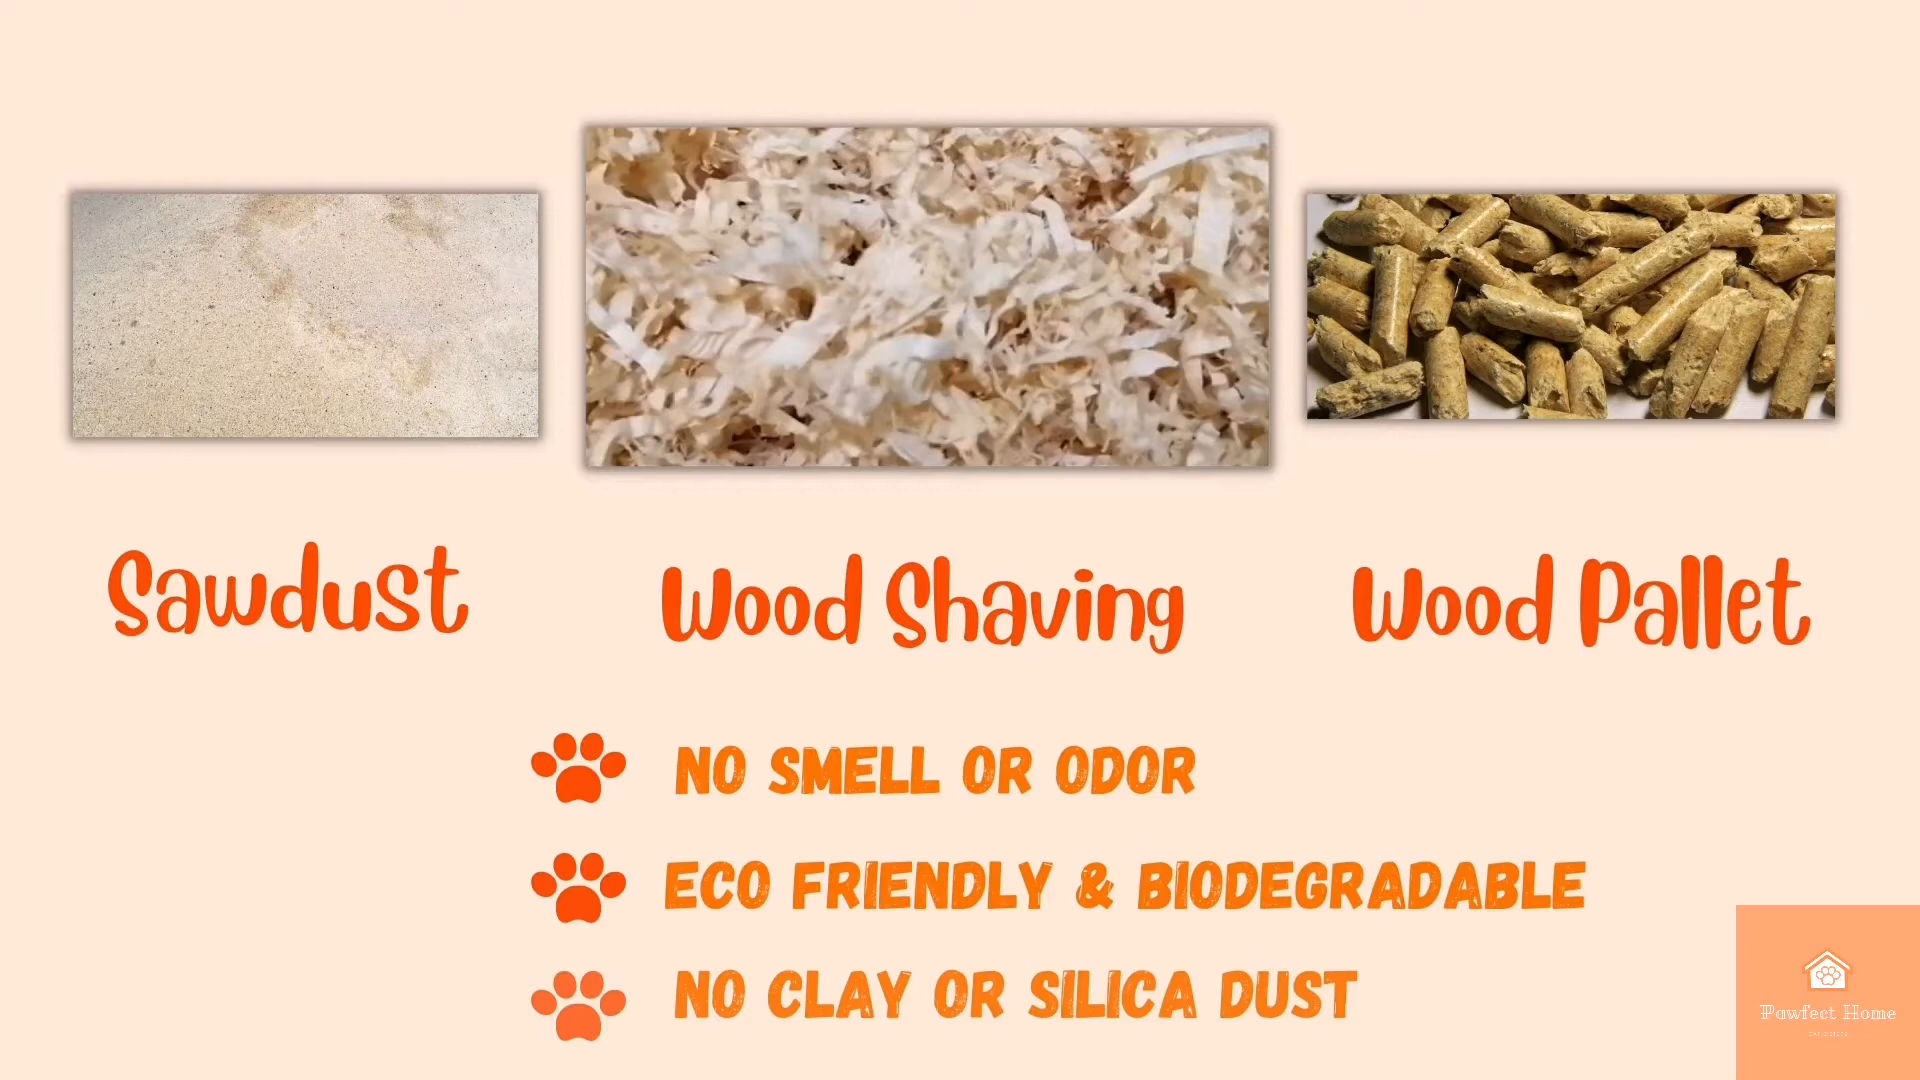 Sawdust
Wood Shaving
Wood Pallet
NO SMELL OR ODOR
ECO FRIENDLY & BIODEGRADABLE
NO CLAY OR SILICA DUST
Pawfect Home